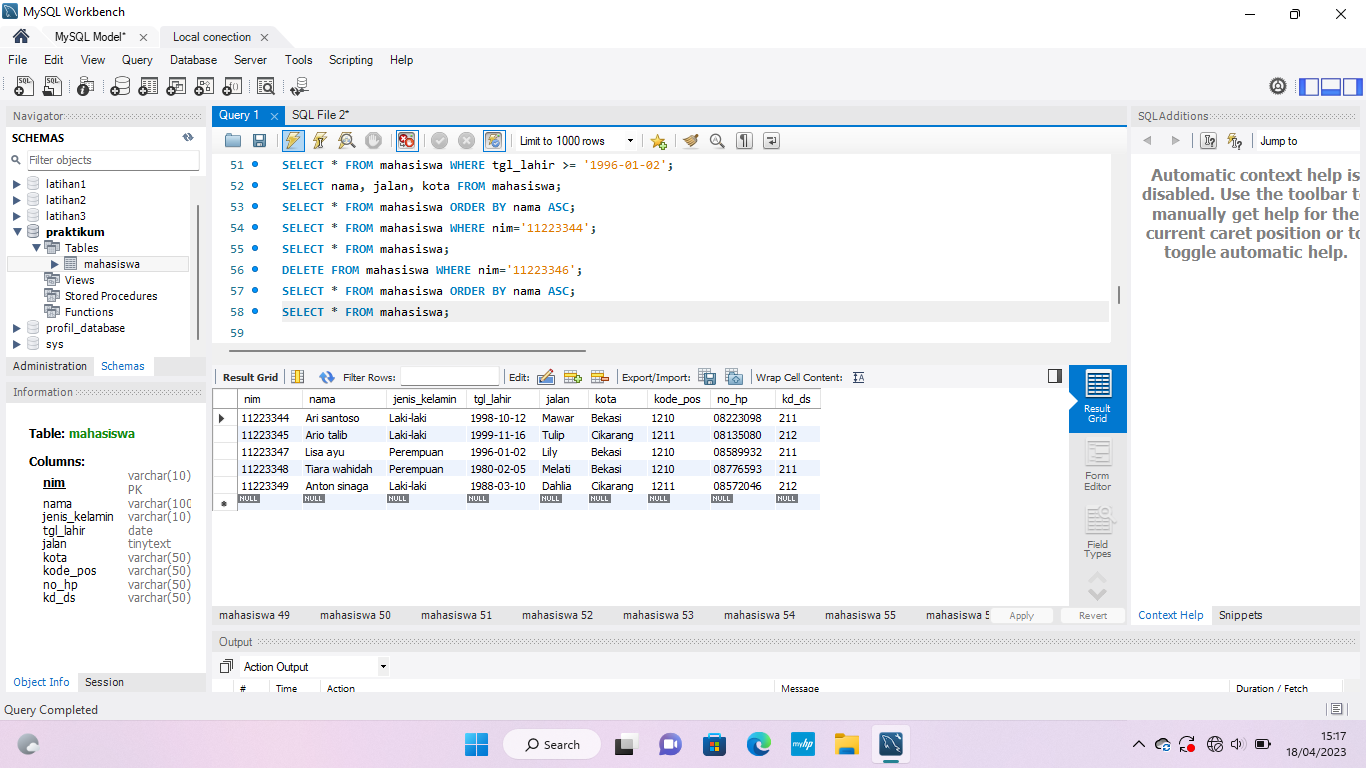 MySQL Workbench
MySQL Model* Local conection
File Edit View Query Database Server Tools Scripting Help
Navigator
SCHEMAS
Filter objects
latihan1
latihan2
latihan3
praktikum
Tables
mahasiswa
Views
Stored Procedures
Functions
profil_database
sys
Administration Schemas
Information
Table: mahasiswa
Columns:
nim varchar(10) PK
nama varchar(100
jenis_kelamin varchar(10)
tgl_lahir date
jalan tinytext
kota varchar(50)
kode_pos varchar(50)
no_hp varchar(50)
kd_ds varchar(50)
Object Info Session
Query 1 SQL File 2*
Limit to 1000 rows
51 SELECT * FROM mahasiswa WHERE tgl_lahir >= '1996-01-02';
52 SELECT nama, jalan, kota FROM mahasiswa;
53 SELECT * FROM mahasiswa ORDER BY nama ASC;
54 SELECT * FROM mahasiswa WHERE nim='11223344';
55 SELECT * FROM mahasiswa;
56 DELETE FROM mahasiswa WHERE nim='11223346';
57 SELECT * FROM mahasiswa ORDER BY nama ASC;
58 SELECT * FROM mahasiswa;
59
Result Grid Filter Rows: Edit: Export/Import: Wrap Cell Content:
nim nama jenis_kelamin tgl_lahir jalan kota kode_pos no_hp kd_ds
11223344 Ari santoso Laki-laki 1998-10-12 Mawar Bekasi 1210 08223098 211
11223345 Ario talib Laki-laki 1999-11-16 Tulip Cikarang 1211 08135080 212
11223347 Lisa ayu Perempuan 1996-01-02 Lily Bekasi 1210 08589932 211
11223348 Tiara wahidah Perempuan 1980-02-05 Melati Bekasi 1210 08776593 211
11223349 Anton sinaga Laki-laki 1988-03-10 Dahlia Cikarang 1211 08572046 212
NULL NULL NULL NULL NULL NULL NULL NULL NULL
Result Grid
Form Editor
Field Types
mahasiswa 49 mahasiswa 50 mahasiswa 51 mahasiswa 52 mahasiswa 53 mahasiswa 54 mahasiswa 55 mahasiswa 5 Apply Revert
Output
Action Output
# Time Action Message Duration / Fetch
SQLAdditions
Jump to
Automatic context help is
disabled. Use the toolbar t
manually get help for the
current caret position or to
toggle automatic help.
Context Help Snippets
Query Completed
Search
myhp
15:17
18/04/2023